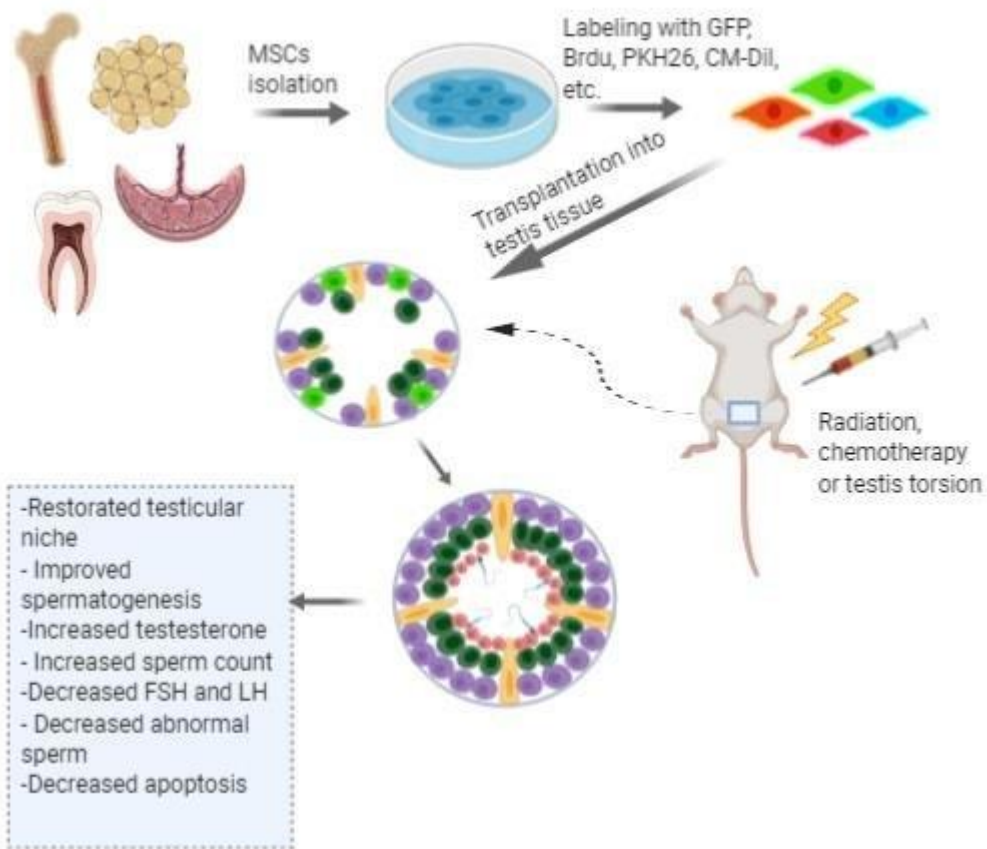 MSCs
isolation
Labeling with GFP,
Brdu, PKH26, CM-Dil,
etc.
Transplantation into
testis tissue
Radiation,
chemotherapy
or testis torsion
-Restorated testicular
niche
- Improved
spermatogenesis
-Increased testesterone
- Increased sperm count
-Decreased FSH and LH
- Decreased abnormal
sperm
-Decreased apoptosis